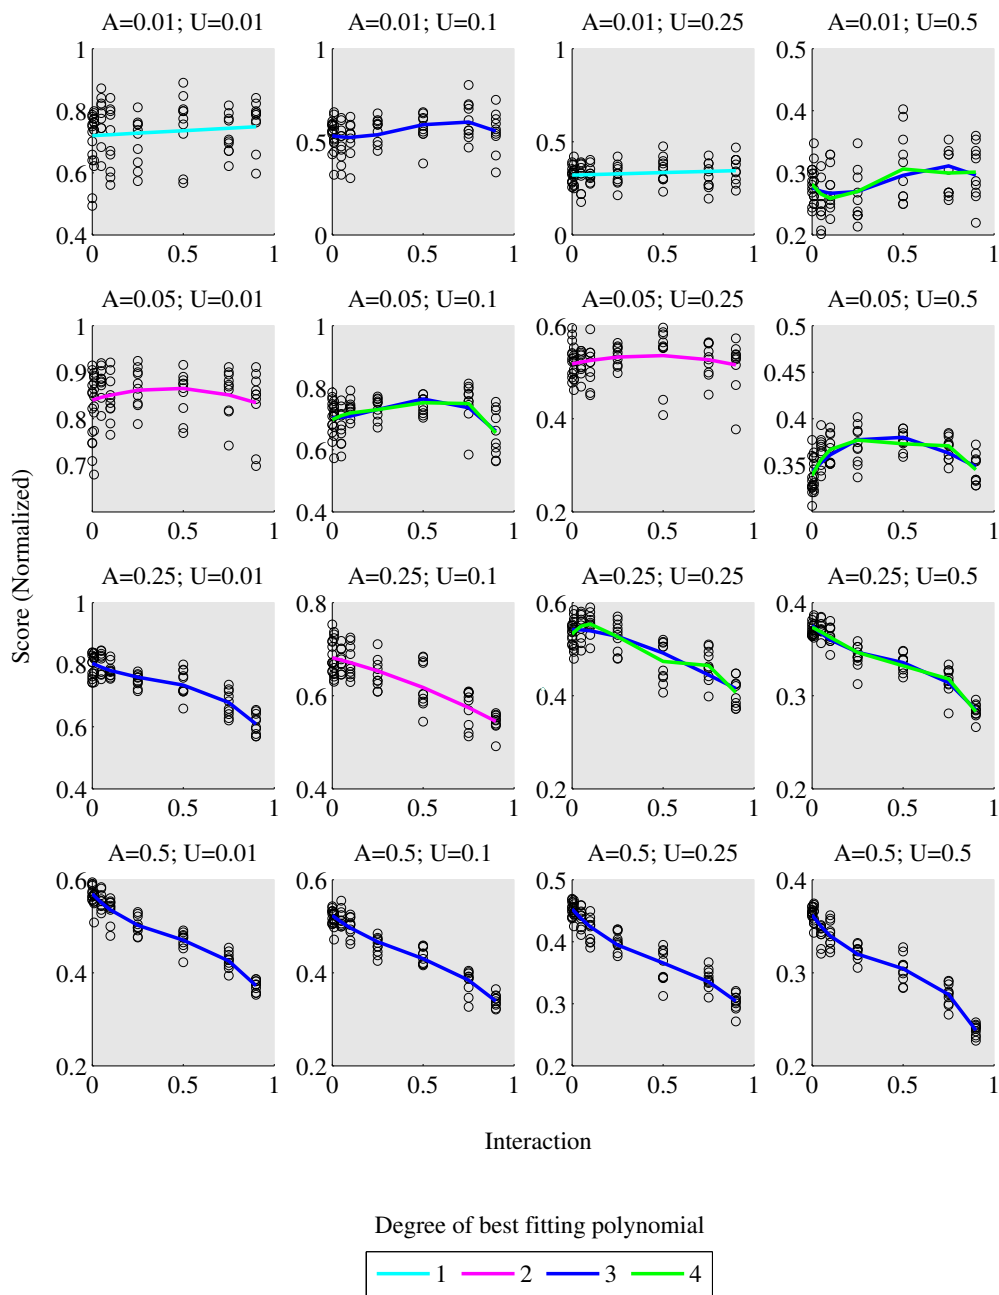 A=0.01; U=0.01 A=0.01; U=0.1 A=0.01; U=0.25 A=0.01; U=0.5
1 1 1 0.5
0.8 0.4
0.6 0.5 0.5 0.3
0.4 0 0 0.2
0 0.5 1 0 0.5 1 0 0.5 1 0 0.5 1
A=0.05; U=0.01 A=0.05; U=0.1 A=0.05; U=0.25 A=0.05; U=0.5
1 1 0.6 0.5
0.9 0.8 0.45
0.8 0.6 0.4 0.4
0.7 0.35
0.4 0.2
0 0.5 1 0 0.5 1 0 0.5 1 0 0.5 1
Score (Normalized)
A=0.25; U=0.01 A=0.25; U=0.1 A=0.25; U=0.25 A=0.25; U=0.5
1 0.8 0.6 0.4
0.8
0.6 0.6 0.4 0.3
0.4 0.4 0.2 0.2
0 0.5 1 0 0.5 1 0 0.5 1 0 0.5 1
A=0.5; U=0.01 A=0.5; U=0.1 A=0.5; U=0.25 A=0.5; U=0.5
0.6 0.6 0.5 0.4
0.4 0.4 0.4 0.3
0.3
0.2 0.2 0.2 0.2
0 0.5 1 0 0.5 1 0 0.5 1 0 0.5 1
Interaction
Degree of best fitting polynomial
1 2 3 4